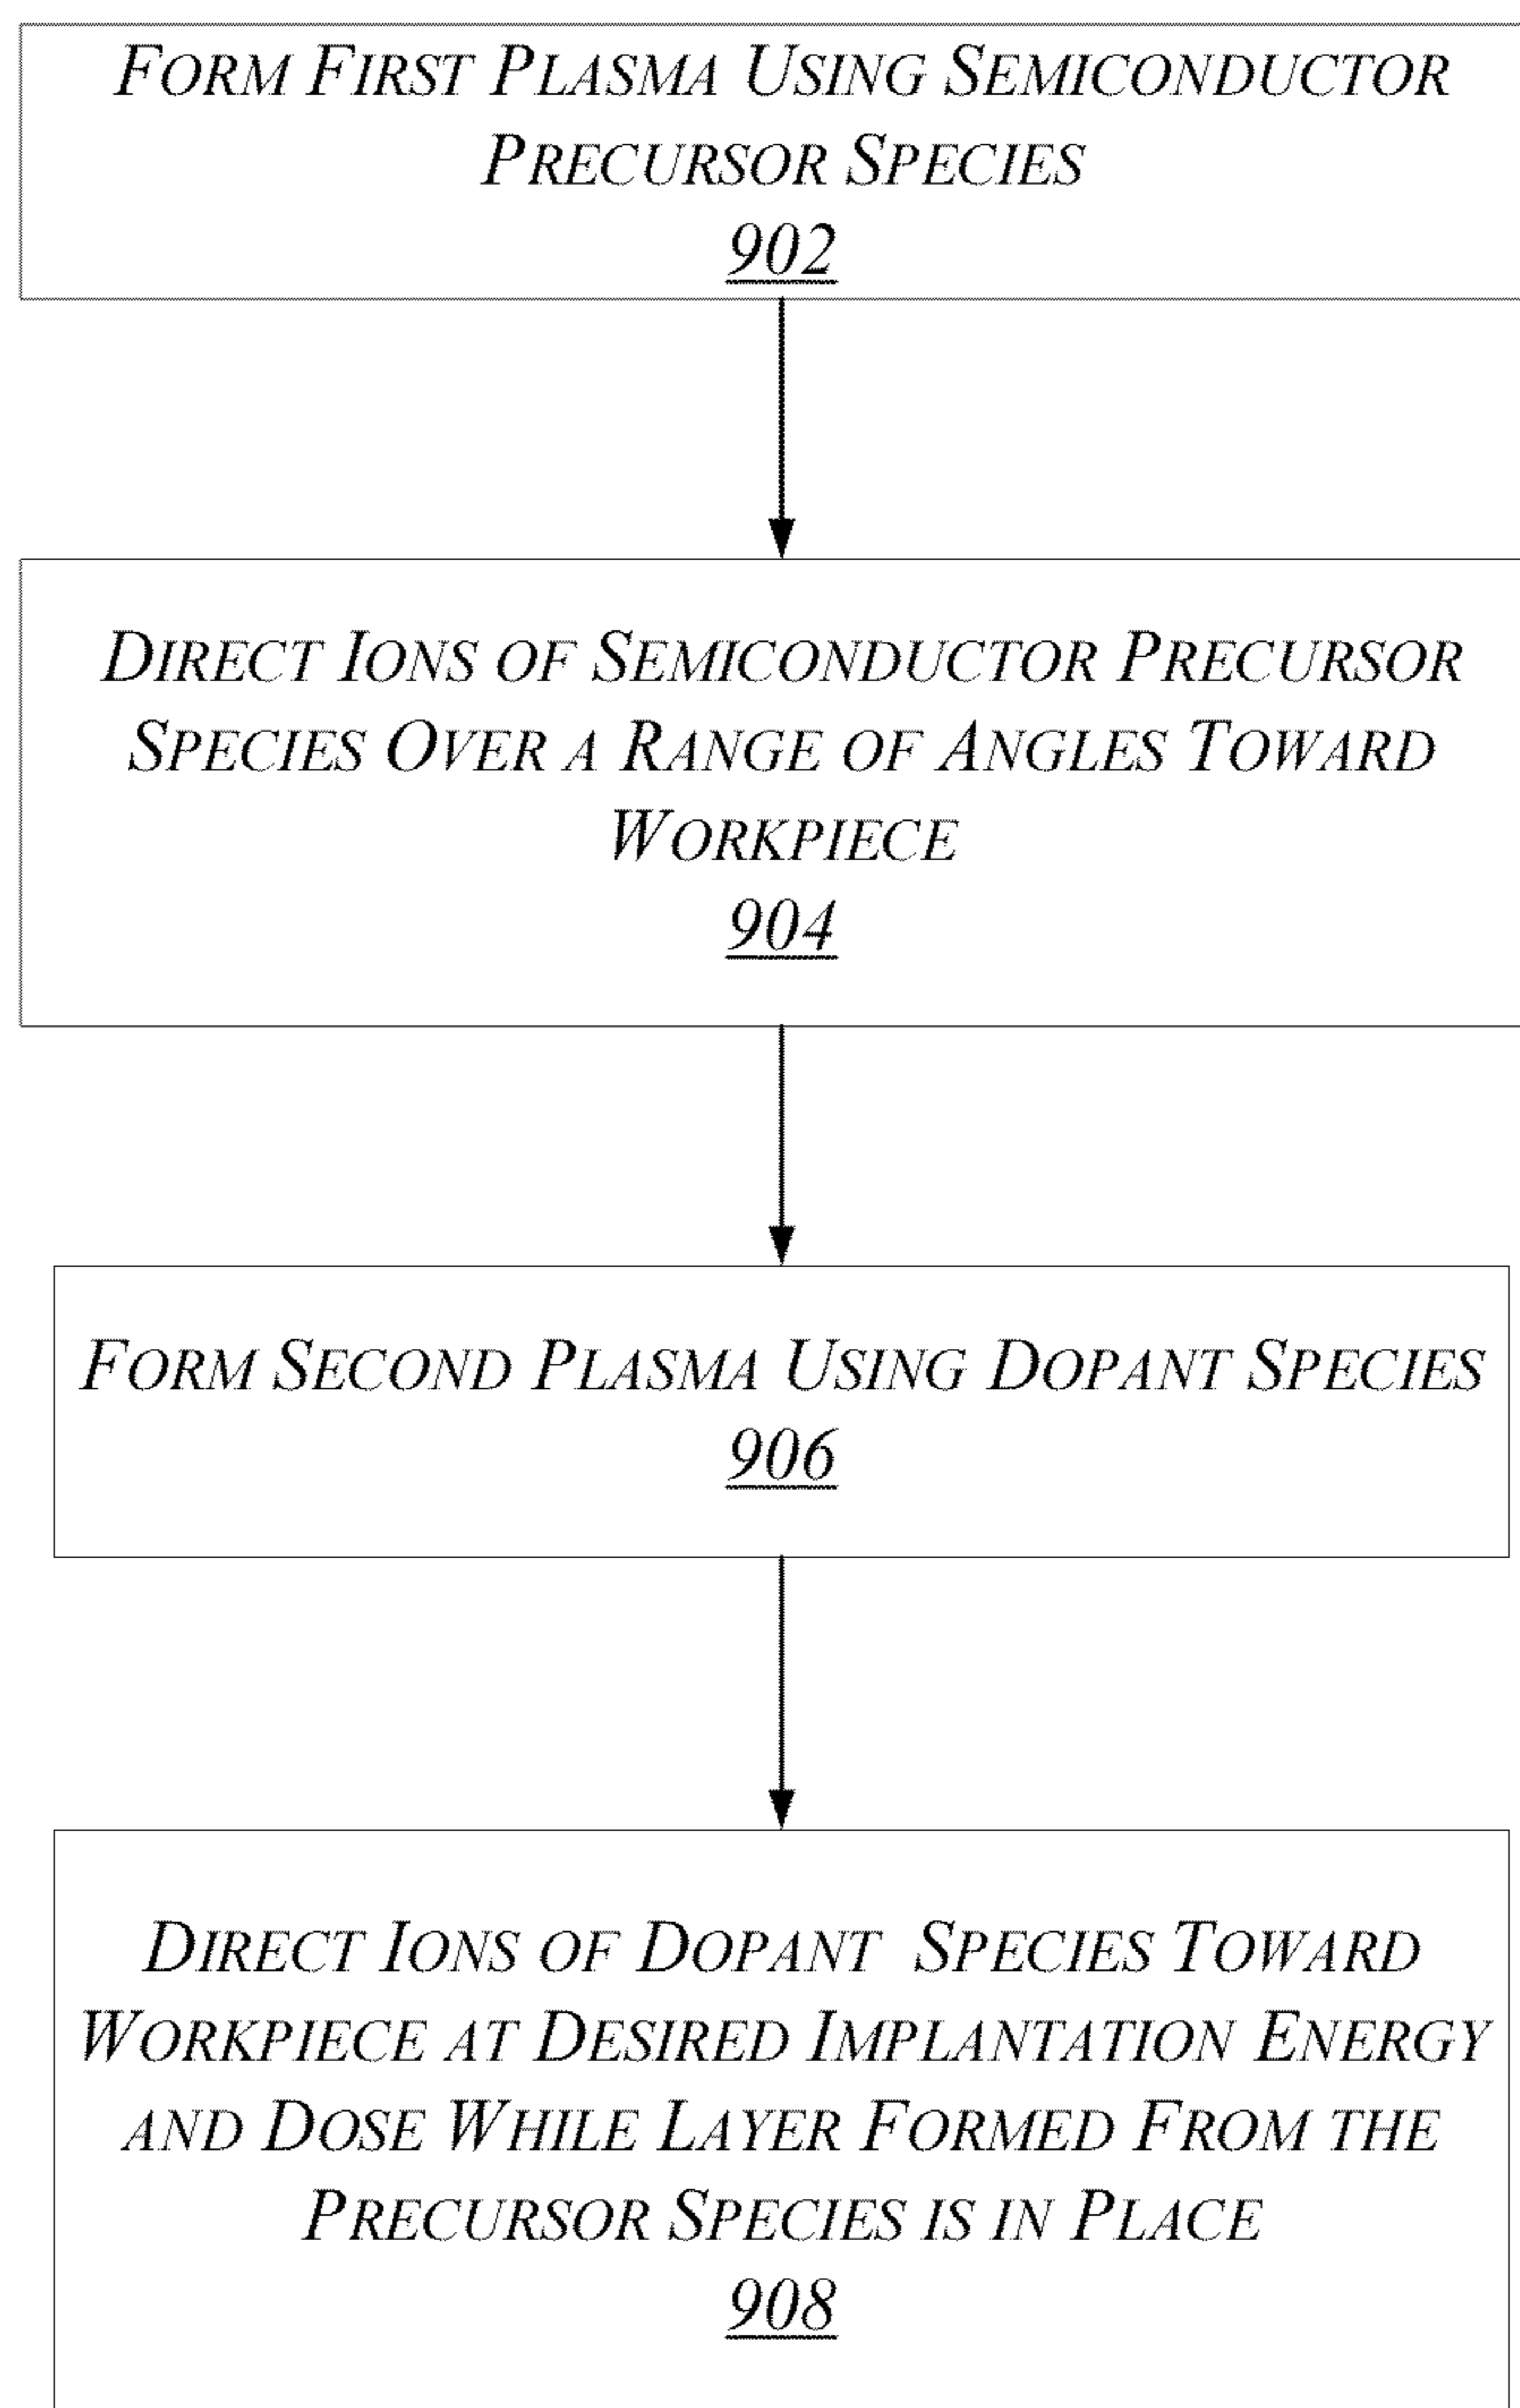 FORM FIRST PLASMA USING SEMICONDUCTOR
PRECURSOR SPECIES
902
DIRECT IONS OF SEMICONDUCTOR PRECURSOR
SPECIES OVER A RANGE OF ANGLES TOWARD
WORKPIECE
904
FORM SECOND PLASMA USING DOPANT SPECIES
906
DIRECT IONS OF DOPANT SPECIES TOWARD
WORKPIECE AT DESIRED IMPLANTATION ENERGY
AND DOSE WHILE LAYER FORMED FROM THE
PRECURSOR SPECIES IS IN PLACE
908